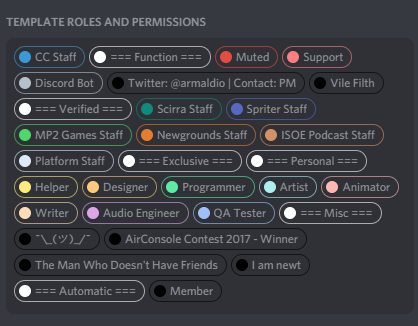 TEMPLATE ROLES AND PERMISSIONS
CC Staff === Function === Muted Support
Discord Bot Twitter: @armaldio | Contact: PM Vile Filth
=== Verified === Scirra Staff Spriter Staff
MP2 Games Staff Newgrounds Staff ISOE Podcast Staff
Platform Staff === Exclusive === === Personal ===
Helper Designer Programmer Artist Animator
Writer Audio Engineer QA Tester === Misc ===
¯\_(ツ)_/¯ AirConsole Contest 2017 - Winner
The Man Who Doesn't Have Friends I am newt
=== Automatic === Member